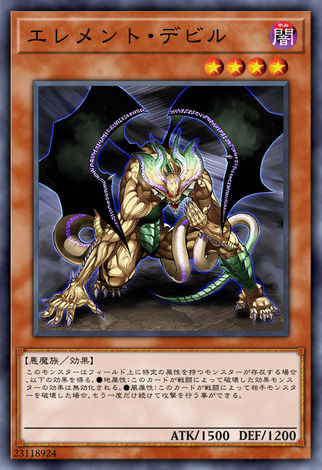 エレメント・デビル
やみ
闇
【悪魔族／効果】
このモンスターはフィールド上に特定の属性を持つモンスターが存在する場合、
以下の効果を得る。●地属性：このカードが戦闘によって破壊した効果モンス
ターの効果は無効化される。●風属性：このカードが戦闘によって相手モンスタ
ーを破壊した場合、もう一度だけ続けて攻撃を行う事ができる。
ATK/1500 DEF/1200
23118924